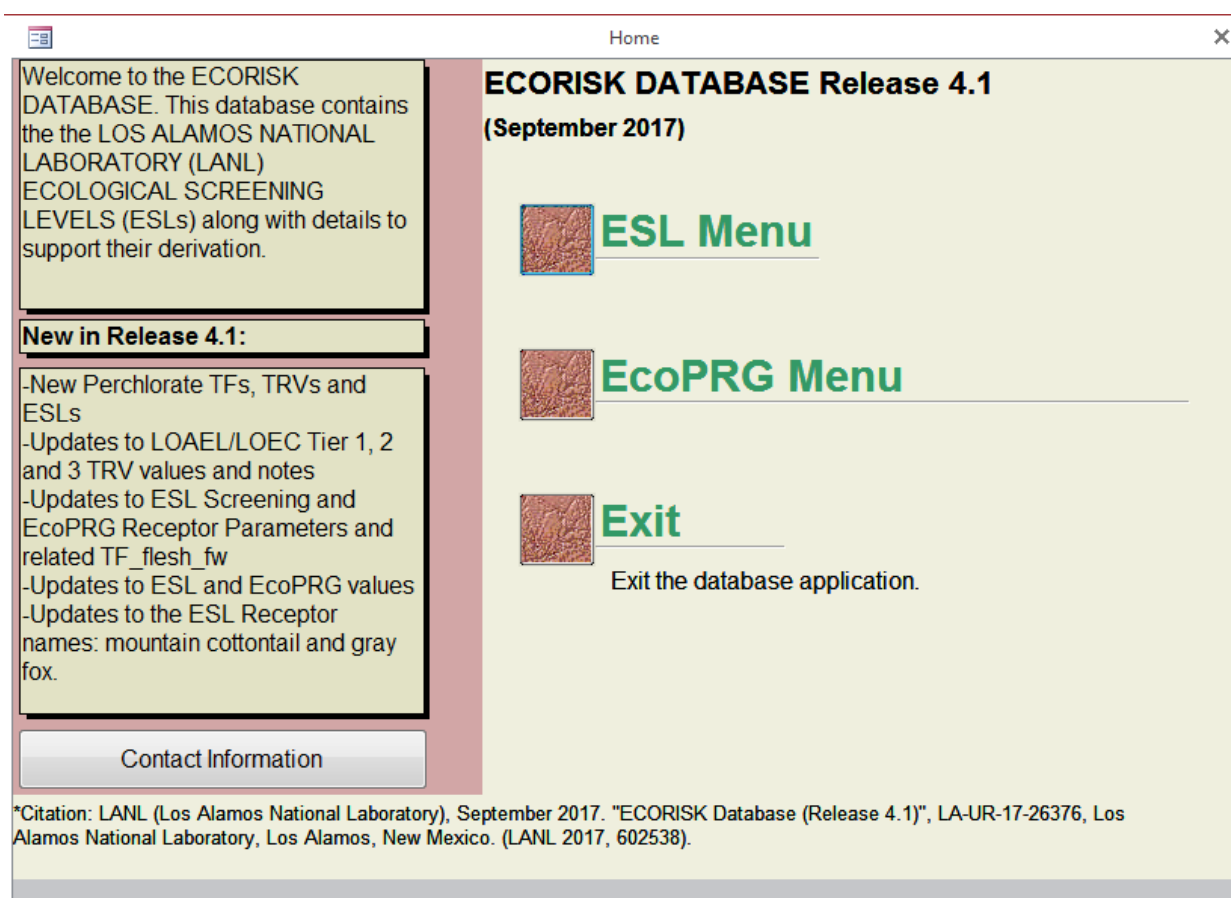 Home
Welcome to the ECORISK
DATABASE. This database contains
the the LOS ALAMOS NATIONAL
LABORATORY (LANL)
ECOLOGICAL SCREENING
LEVELS (ESLs) along with details to
support their derivation.
New in Release 4.1:
-New Perchlorate TFs, TRVs and
ESLs
-Updates to LOAEL/LOEC Tier 1, 2
and 3 TRV values and notes
-Updates to ESL Screening and
EcoPRG Receptor Parameters and
related TF_flesh_fw
-Updates to ESL and EcoPRG values
-Updates to the ESL Receptor
names: mountain cottontail and gray
fox.
Contact Information
ECORISK DATABASE Release 4.1
(September 2017)
ESL Menu
EcoPRG Menu
Exit
Exit the database application.
*Citation: LANL (Los Alamos National Laboratory), September 2017. "ECORISK Database (Release 4.1)", LA-UR-17-26376, Los
Alamos National Laboratory, Los Alamos, New Mexico. (LANL 2017, 602538).